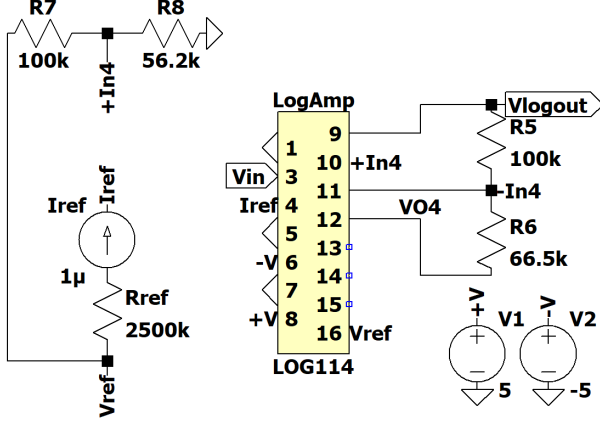 R7
R8
100k
56.2k
+In4
LogAmp
9
Vlogout
1
R5
10
+In4
100k
Vin
3
11
-In4
Iref
Iref
Iref
4
12
VO4
5
13
R6
66.5k
-V
6
14
1µ
7
15
Rref
2500k
+V
8
16
Vref
LOG114
+V
V1
-V
V2
5
-5
Vref